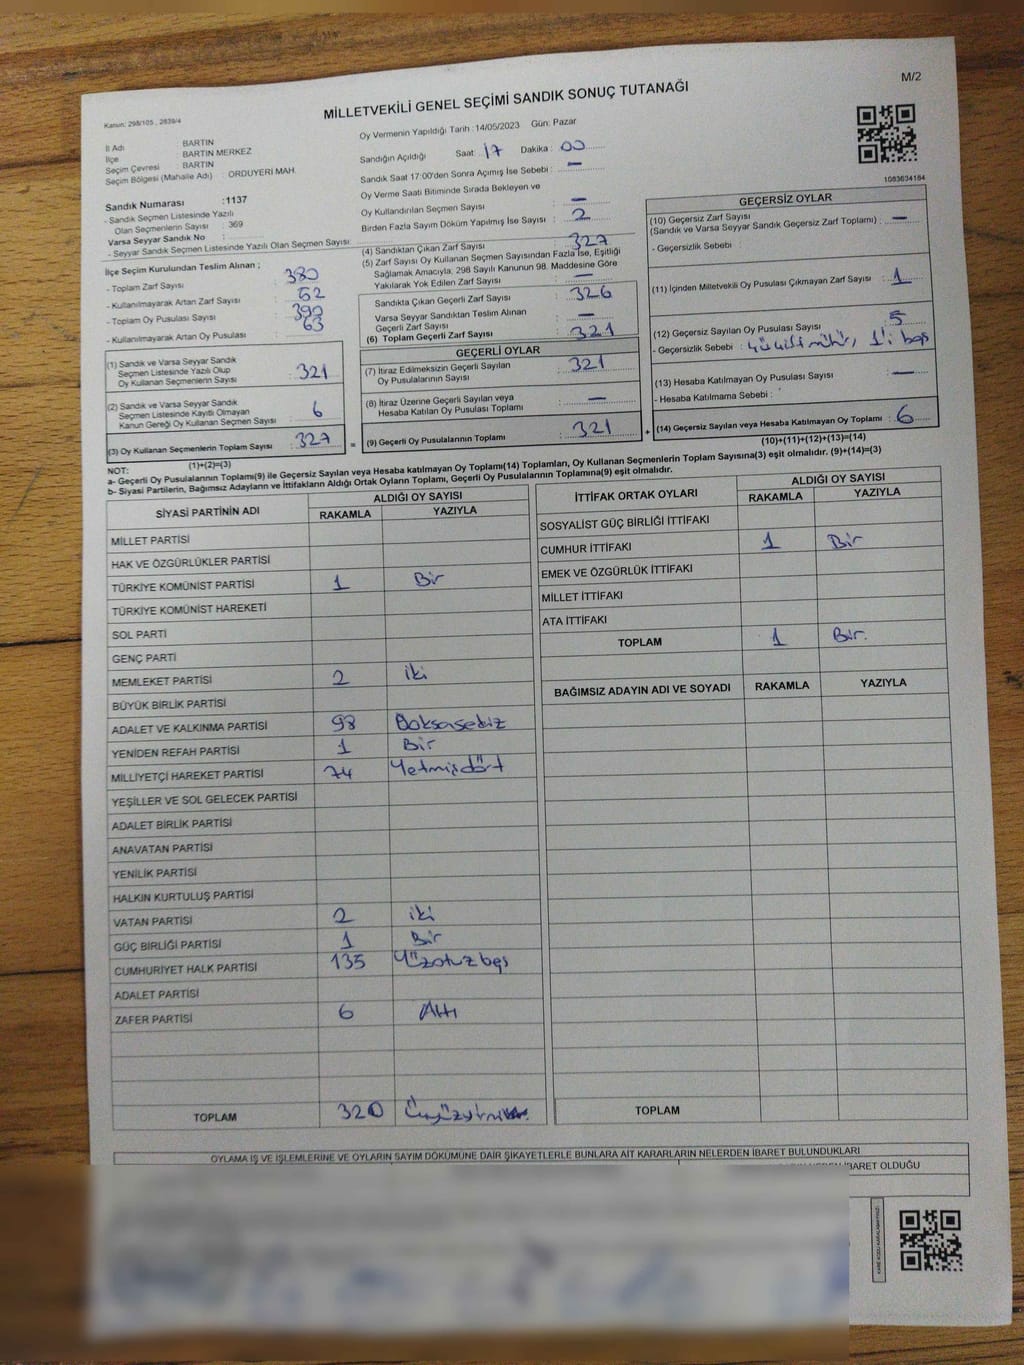 M/2
MİLLETVEKİLİ GENEL SEÇİMİ SANDIK SONUÇ TUTANAĞI
Kanun: 298/105 , 2839/4
İl Adı BARTIN
İlçe BARTIN MERKEZ
Seçim Çevresi BARTIN
Seçim Bölgesi (Mahalle Adı) : ORDUYERİ MAH.
Sandık Numarası :1137
- Sandık Seçmen Listesinde Yazılı
Olan Seçmenlerin Sayısı : 369
Varsa Seyyar Sandık No :
- Seyyar Sandık Seçmen Listesinde Yazılı Olan Seçmen Sayısı:
Oy Vermenin Yapıldığı Tarih : 14/05/2023 Gün: Pazar
Sandığın Açıldığı Saat: 17 Dakika : 00
Sandık Saat 17:00'den Sonra Açımış İse Sebebi : —
Oy Verme Saati Bitiminde Sırada Bekleyen ve
Oy Kullandırılan Seçmen Sayısı : —
Birden Fazla Sayım Döküm Yapılmış İse Sayısı : 2
1083634184
İlçe Seçim Kurulundan Teslim Alınan ;
- Toplam Zarf Sayısı : 380
- Kullanılmayarak Artan Zarf Sayısı : 52
- Toplam Oy Pusulası Sayısı : 390
- Kullanılmayarak Artan Oy Pusulası : 63
(1) Sandık ve Varsa Seyyar Sandık
Seçmen Listesinde Yazılı Olup
Oy Kullanan Seçmenlerin Sayısı : 321
(2) Sandık ve Varsa Seyyar Sandık
Seçmen Listesinde Kayıtlı Olmayan
Kanun Gereği Oy Kullanan Seçmen Sayısı : 6
(3) Oy Kullanan Seçmenlerin Toplam Sayısı : 327
(1)+(2)=(3)
(4) Sandıktan Çıkan Zarf Sayısı : 327
(5) Zarf Sayısı Oy Kullanan Seçmen Sayısından Fazla İse, Eşitliği
Sağlamak Amacıyla, 298 Sayılı Kanunun 98. Maddesine Göre
Yakılarak Yok Edilen Zarf Sayısı : —
Sandıkta Çıkan Geçerli Zarf Sayısı : 326
Varsa Seyyar Sandıktan Teslim Alınan
Geçerli Zarf Sayısı : —
(6) Toplam Geçerli Zarf Sayısı : 321
GEÇERLİ OYLAR
(7) İtiraz Edilmeksizin Geçerli Sayılan
Oy Pusulalarının Sayısı : 321
(8) İtiraz Üzerine Geçerli Sayılan veya
Hesaba Katılan Oy Pusulası Toplamı : —
= (9) Geçerli Oy Pusulalarının Toplamı : 321 +
GEÇERSİZ OYLAR
(10) Geçersiz Zarf Sayısı
(Sandık ve Varsa Seyyar Sandık Geçersiz Zarf Toplamı) : —
- Geçersizlik Sebebi :
(11) İçinden Milletvekili Oy Pusulası Çıkmayan Zarf Sayısı : 1
(12) Geçersiz Sayılan Oy Pusulası Sayısı : 5
- Geçersizlik Sebebi : 4ü çift mühür, 1'i boş
(13) Hesaba Katılmayan Oy Pusulası Sayısı : —
- Hesaba Katılmama Sebebi :
(14) Geçersiz Sayılan veya Hesaba Katılmayan Oy Toplamı : 6
(10)+(11)+(12)+(13)=(14)
NOT:
a- Geçerli Oy Pusulalarının Toplamı(9) ile Geçersiz Sayılan veya Hesaba katılmayan Oy Toplamı(14) Toplamları, Oy Kullanan Seçmenlerin Toplam Sayısına(3) eşit olmalıdır. (9)+(14)=(3)
b- Siyasi Partilerin, Bağımsız Adayların ve İttifakların Aldığı Ortak Oyların Toplamı, Geçerli Oy Pusulalarının Toplamına(9) eşit olmalıdır.
SİYASİ PARTİNİN ADI ALDIĞI OY SAYISI
RAKAMLA YAZIYLA
MİLLET PARTİSİ
HAK VE ÖZGÜRLÜKLER PARTİSİ
TÜRKİYE KOMÜNİST PARTİSİ 1 Bir
TÜRKİYE KOMÜNİST HAREKETİ
SOL PARTİ
GENÇ PARTİ
MEMLEKET PARTİSİ 2 iki
BÜYÜK BİRLİK PARTİSİ
ADALET VE KALKINMA PARTİSİ 98 Doksasekiz
YENİDEN REFAH PARTİSİ 1 Bir
MİLLİYETÇİ HAREKET PARTİSİ 74 Yetmişdört
YEŞİLLER VE SOL GELECEK PARTİSİ
ADALET BİRLİK PARTİSİ
ANAVATAN PARTİSİ
YENİLİK PARTİSİ
HALKIN KURTULUŞ PARTİSİ
VATAN PARTİSİ 2 iki
GÜÇ BİRLİĞİ PARTİSİ 1 Bir
CUMHURİYET HALK PARTİSİ 135 Yüzotuzbeş
ADALET PARTİSİ
ZAFER PARTİSİ 6 Altı
TOPLAM 320
İTTİFAK ORTAK OYLARI ALDIĞI OY SAYISI
RAKAMLA YAZIYLA
SOSYALİST GÜÇ BİRLİĞİ İTTİFAKI
CUMHUR İTTİFAKI 1 Bir
EMEK VE ÖZGÜRLÜK İTTİFAKI
MİLLET İTTİFAKI
ATA İTTİFAKI
TOPLAM 1 Bir.
BAĞIMSIZ ADAYIN ADI VE SOYADI RAKAMLA YAZIYLA
TOPLAM
OYLAMA İŞ VE İŞLEMLERİNE VE OYLARIN SAYIM DÖKÜMÜNE DAİR ŞİKAYETLERLE BUNLARA AİT KARARLARIN NELERDEN İBARET BULUNDUKLARI
İBARET OLDUĞU